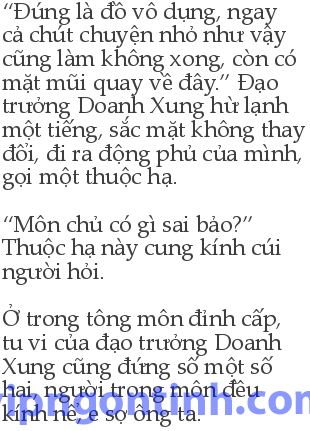 “Đúng là đồ vô dụng, ngay
cả chút chuyện nhỏ như vậy
cũng làm không xong, còn có
mặt mũi quay về đây.” Đạo
trưởng Doanh Xung hừ lạnh
một tiếng, sắc mặt không thay
đổi, đi ra động phủ của mình,
gọi một thuộc hạ.
“Môn chủ có gì sai bảo?”
Thuộc hạ này cung kính cúi
người hỏi.
Ở trong tông môn đỉnh cấp,
tu vi của đạo trưởng Doanh
Xung cũng đứng số một số
hai, người trong môn đều
kính nể, e sợ ông ta.
vipngontinh.com